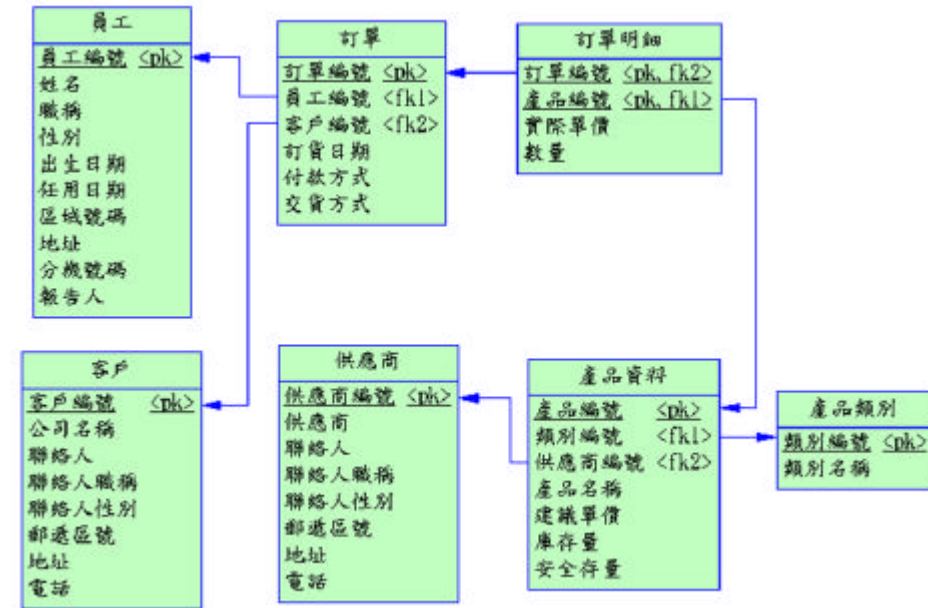 員工
員工編號 <pk>
姓名
職稱
性別
出生日期
任用日期
區域號碼
地址
分機號碼
報告人
訂單
訂單編號 <pk>
員工編號 <fk1>
客戶編號 <fk2>
訂貨日期
付款方式
交貨方式
訂單明細
訂單編號 <pk,fk2>
產品編號 <pk,fk1>
實際單價
數量
客戶
客戶編號 <pk>
公司名稱
聯絡人
聯絡人職稱
聯絡人性別
郵遞區號
地址
電話
供應商
供應商編號 <pk>
供應商
聯絡人
聯絡人職稱
聯絡人性別
郵遞區號
地址
電話
產品資料
產品編號 <pk>
類別編號 <fk1>
供應商編號 <fk2>
產品名稱
建議單價
庫存量
安全存量
產品類別
類別編號 <pk>
類別名稱